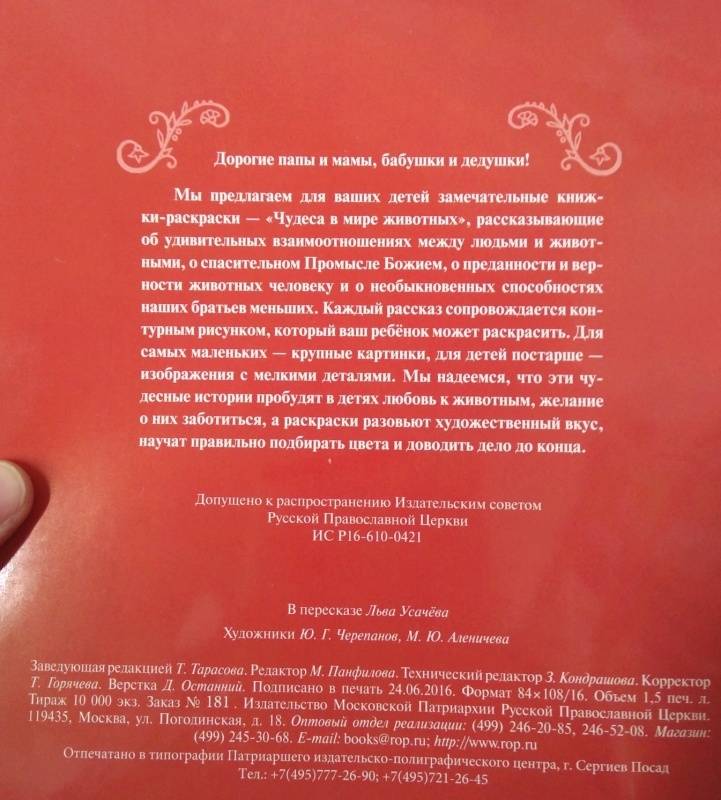 Дорогие папы и мамы, бабушки и дедушки!
Мы предлагаем для ваших детей замечательные книж-
ки-раскраски — «Чудеса в мире животных», рассказывающие
об удивительных взаимоотношениях между людьми и живот-
ными, о спасительном Промысле Божием, о преданности и вер-
ности животных человеку и о необыкновенных способностях
наших братьев меньших. Каждый рассказ сопровождается кон-
турным рисунком, который ваш ребёнок может раскрасить. Для
самых маленьких — крупные картинки, для детей постарше —
изображения с мелкими деталями. Мы надеемся, что эти чу-
десные истории пробудят в детях любовь к животным, желание
о них заботиться, а раскраски разовьют художественный вкус,
научат правильно подбирать цвета и доводить дело до конца.
Допущено к распространению Издательским советом
Русской Православной Церкви
ИС Р16-610-0421
В пересказе Льва Усачёва
Художники Ю. Г. Черепанов, М. Ю. Аленичева
Заведующая редакцией Т. Тарасова. Редактор М. Панфилова. Технический редактор З. Кондрашова. Корректор
Т. Горячева. Верстка Д. Останний. Подписано в печать 24.06.2016. Формат 84×108/16. Объем 1,5 печ. л.
Тираж 10 000 экз. Заказ № 181 . Издательство Московской Патриархии Русской Православной Церкви.
119435, Москва, ул. Погодинская, д. 18. Оптовый отдел реализации: (499) 246-20-85, 246-52-08. Магазин:
(499) 245-30-68. E-mail: books@rop.ru; http://www.rop.ru
Отпечатано в типографии Патриаршего издательско-полиграфического центра, г. Сергиев Посад
Тел.: +7(495)777-26-90; +7(495)721-26-45